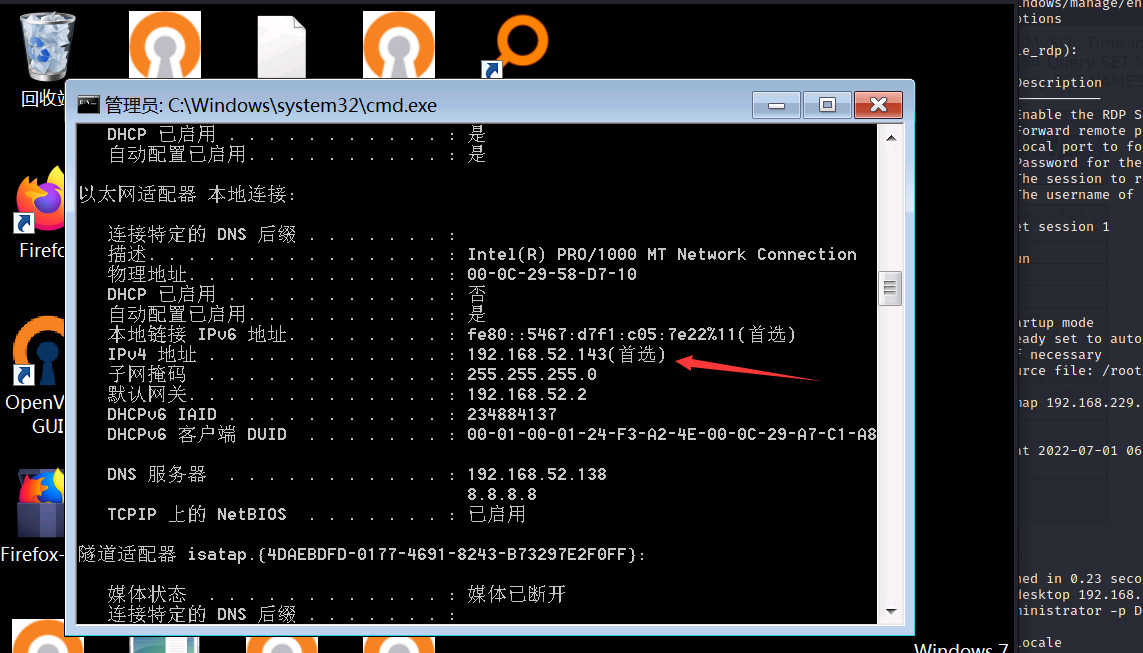 回收站
Firefo
OpenV
GUI
Firefox-
管理员: C:\Windows\system32\cmd.exe
DHCP 已启用 . . . . . . . . . . . : 是
自动配置已启用. . . . . . . . . . : 是
以太网适配器 本地连接:
连接特定的 DNS 后缀 . . . . . . . :
描述. . . . . . . . . . . . . . . : Intel(R) PRO/1000 MT Network Connection
物理地址. . . . . . . . . . . . . : 00-0C-29-58-D7-10
DHCP 已启用 . . . . . . . . . . . : 否
自动配置已启用. . . . . . . . . . : 是
本地链接 IPv6 地址. . . . . . . . : fe80::5467:d7f1:c05:7e22%11(首选)
IPv4 地址 . . . . . . . . . . . . : 192.168.52.143(首选)
子网掩码 . . . . . . . . . . . . : 255.255.255.0
默认网关. . . . . . . . . . . . . : 192.168.52.2
DHCPv6 IAID . . . . . . . . . . . : 234884137
DHCPv6 客户端 DUID . . . . . . . : 00-01-00-01-24-F3-A2-4E-00-0C-29-A7-C1-A8
DNS 服务器 . . . . . . . . . . . : 192.168.52.138
8.8.8.8
TCPIP 上的 NetBIOS . . . . . . . : 已启用
隧道适配器 isatap.{4DAEBDFD-0177-4691-8243-B73297E2F0FF}:
媒体状态 . . . . . . . . . . . . : 媒体已断开
连接特定的 DNS 后缀 . . . . . . . :
Windows 7
ndows/manage/en
ptions
le_rdp):
Description
Enable the RDP S
Forward remote p
Local port to fo
Password for the
The session to r
The username of
et session 1
un
artup mode
eady set to auto
f necessary
urce file: /root
map 192.168.229.
at 2022-07-01 06
ned in 0.23 seco
desktop 192.168.
ministrator -p D
locale